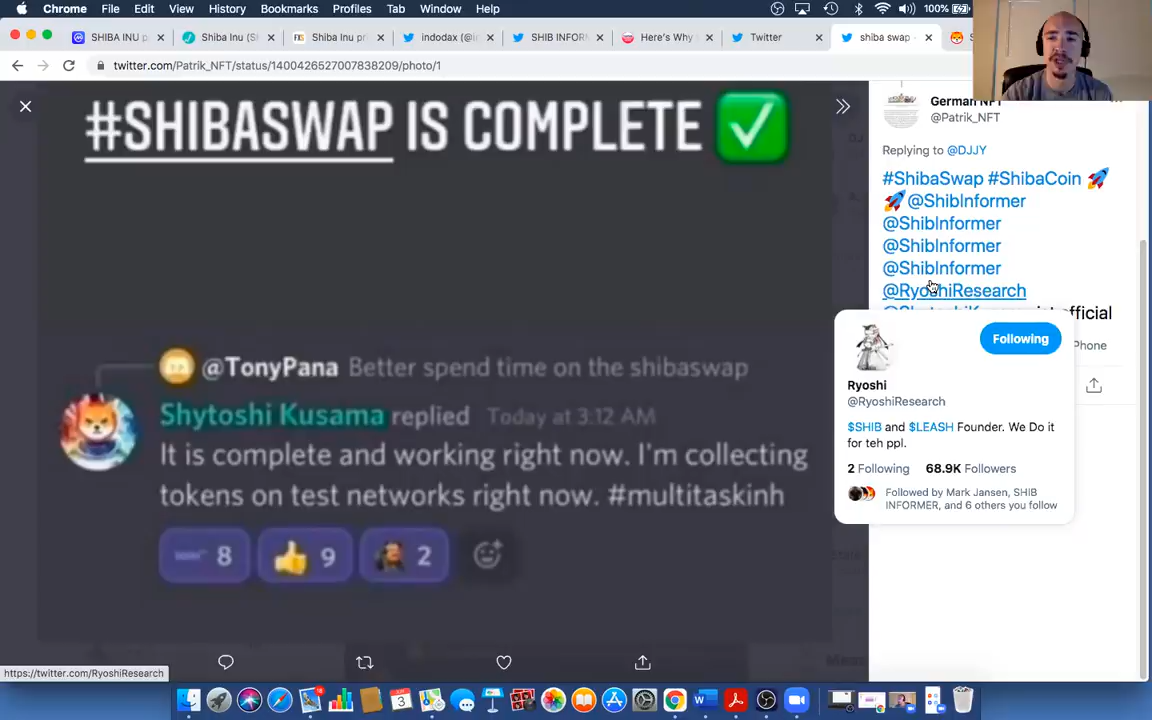 Chrome File Edit View History Bookmarks Profiles Tab Window Help 100%
SHIBA INU p
Shiba Inu (S
Shiba Inu pr
indodax (@i
SHIB INFOR
Here's Why
Twitter
shiba swap -
twitter.com/Patrik_NFT/status/1400426527007838209/photo/1
#SHIBASWAP IS COMPLETE
@TonyPana Better spend time on the shibaswap
Shytoshi Kusama replied Today at 3:12 AM
It is complete and working right now. I'm collecting
tokens on test networks right now. #multitaskinh
8 9 2
German NFT
@Patrik_NFT
Replying to @DJJY
#ShibaSwap #ShibaCoin
@ShibInformer
@ShibInformer
@ShibInformer
@ShibInformer
@RyoshiResearch
official
Phone
Following
Ryoshi
@RyoshiResearch
$SHIB and $LEASH Founder. We Do it
for teh ppl.
2 Following 68.9K Followers
Followed by Mark Jansen, SHIB
INFORMER, and 6 others you follow
https://twitter.com/RyoshiResearch